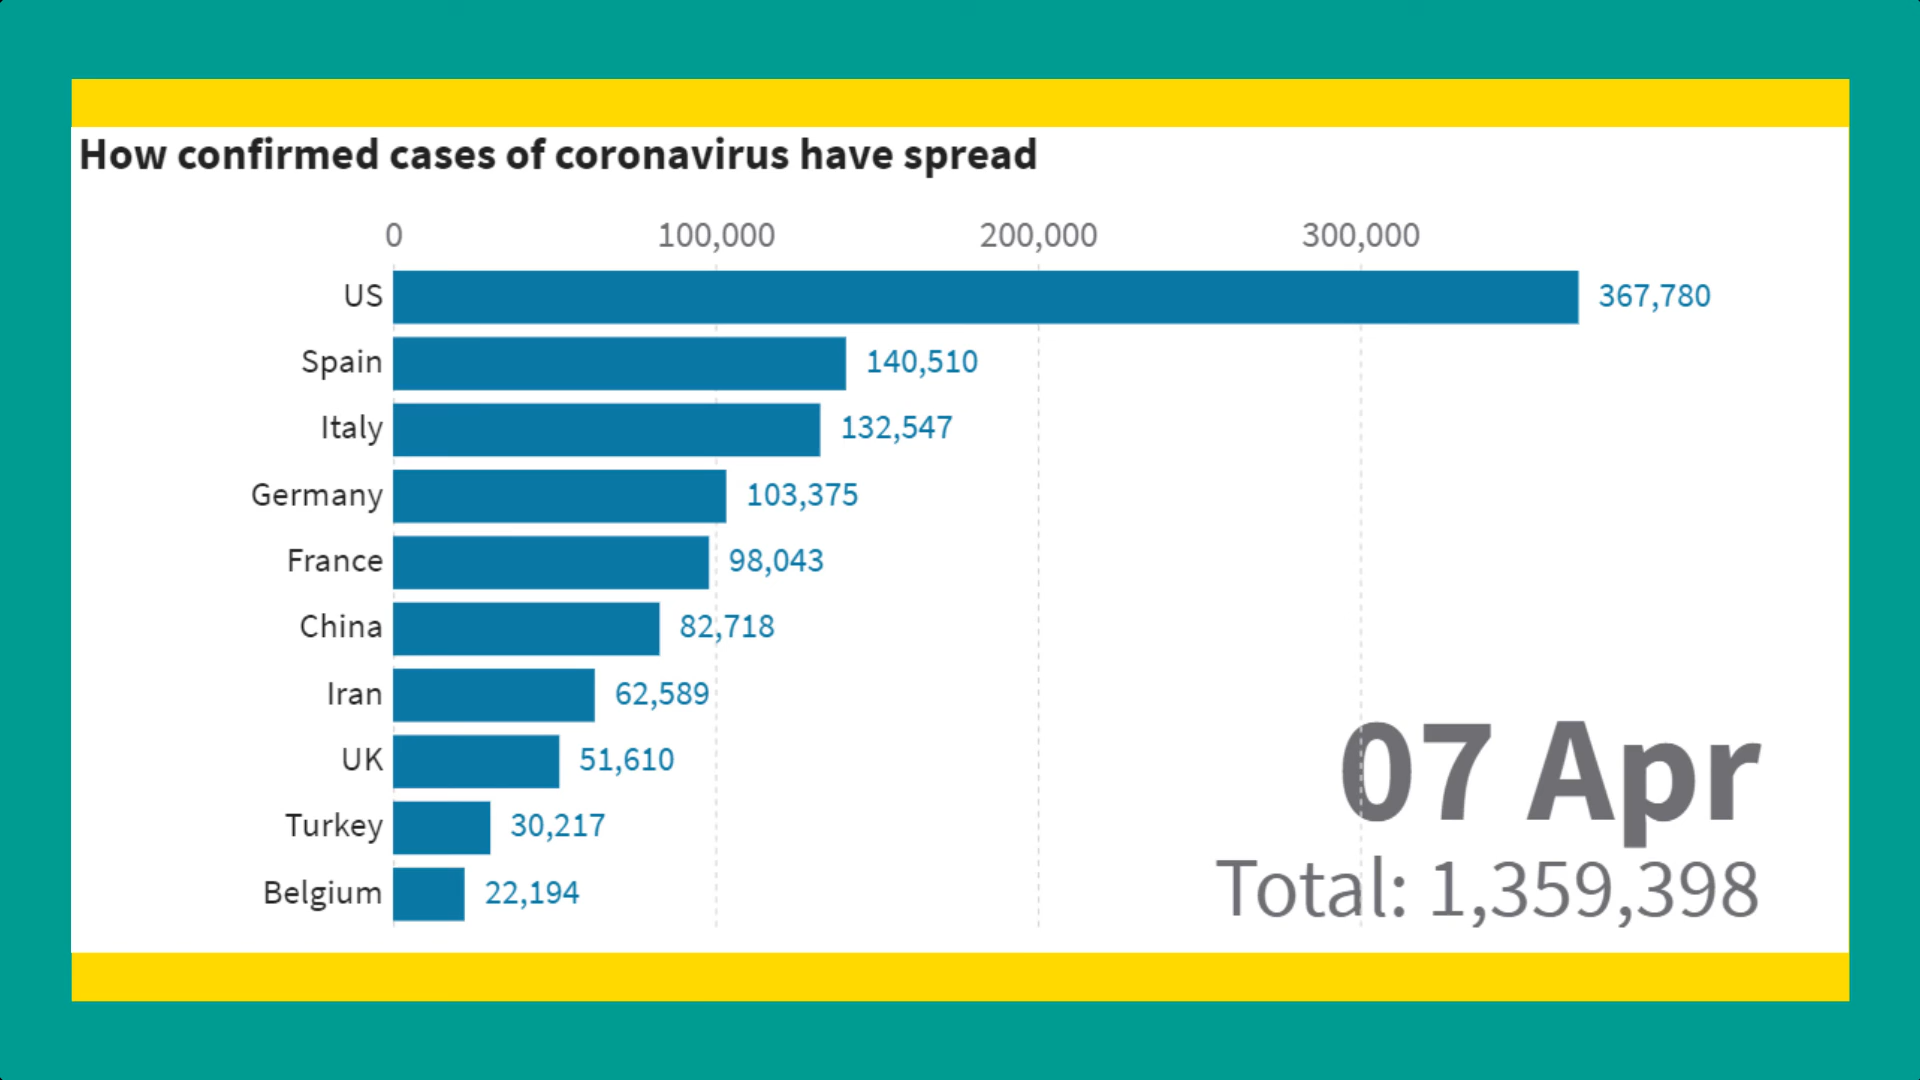 How confirmed cases of coronavirus have spread
0 100,000 200,000 300,000
US 367,780
Spain 140,510
Italy 132,547
Germany 103,375
France 98,043
China 82,718
Iran 62,589
UK 51,610
Turkey 30,217
Belgium 22,194
07 Apr
Total: 1,359,398